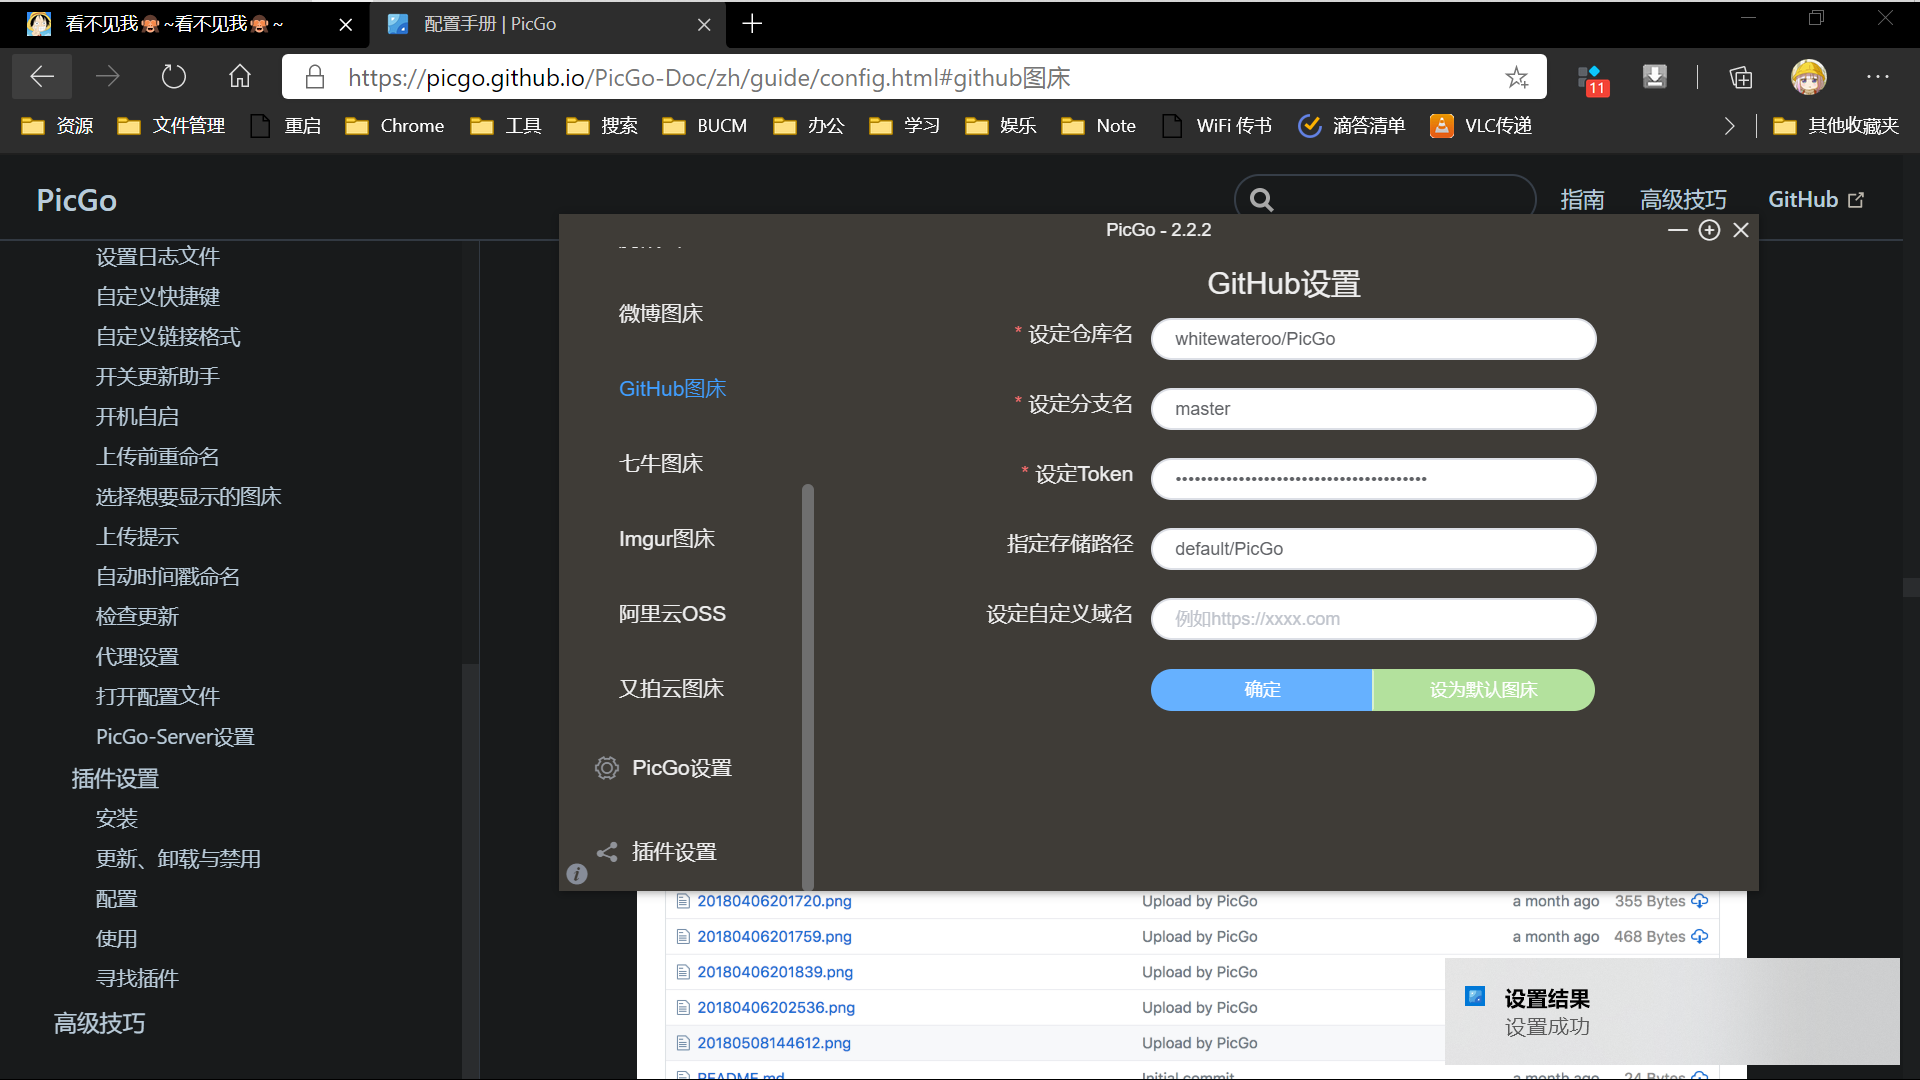 看不见我🙈~看不见我🙈~
配置手册 | PicGo
https://picgo.github.io/PicGo-Doc/zh/guide/config.html#github图床
11
资源 文件管理 重启 Chrome 工具 搜索 BUCM 办公 学习 娱乐 Note WiFi 传书 滴答清单 VLC传递 其他收藏夹
PicGo
指南 高级技巧 GitHub
设置日志文件
自定义快捷键
自定义链接格式
开关更新助手
开机自启
上传前重命名
选择想要显示的图床
上传提示
自动时间戳命名
检查更新
代理设置
打开配置文件
PicGo-Server设置
插件设置
安装
更新、卸载与禁用
配置
使用
寻找插件
高级技巧
PicGo - 2.2.2
微博图床
GitHub图床
七牛图床
Imgur图床
阿里云OSS
又拍云图床
PicGo设置
插件设置
GitHub设置
* 设定仓库名 whitewateroo/PicGo
* 设定分支名 master
* 设定Token ••••••••••••••••••••••••••••••••••••••••
指定存储路径 default/PicGo
设定自定义域名 例如https://xxxx.com
确定 设为默认图床
20180406201720.png Upload by PicGo a month ago 355 Bytes
20180406201759.png Upload by PicGo a month ago 468 Bytes
20180406201839.png Upload by PicGo
20180406202536.png Upload by PicGo
20180508144612.png Upload by PicGo
README.md Initial commit a month ago 24 Bytes
设置结果
设置成功